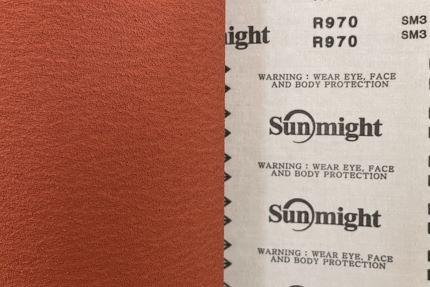 R970 SM3
might R970 SM3
WARNING : WEAR EYE, FACE
AND BODY PROTECTION
Sunmight
WARNING : WEAR EYE, FACE
AND BODY PROTECTION
Sunmight
WARNING : WEAR EYE, FACE
AND BODY PROTECTION